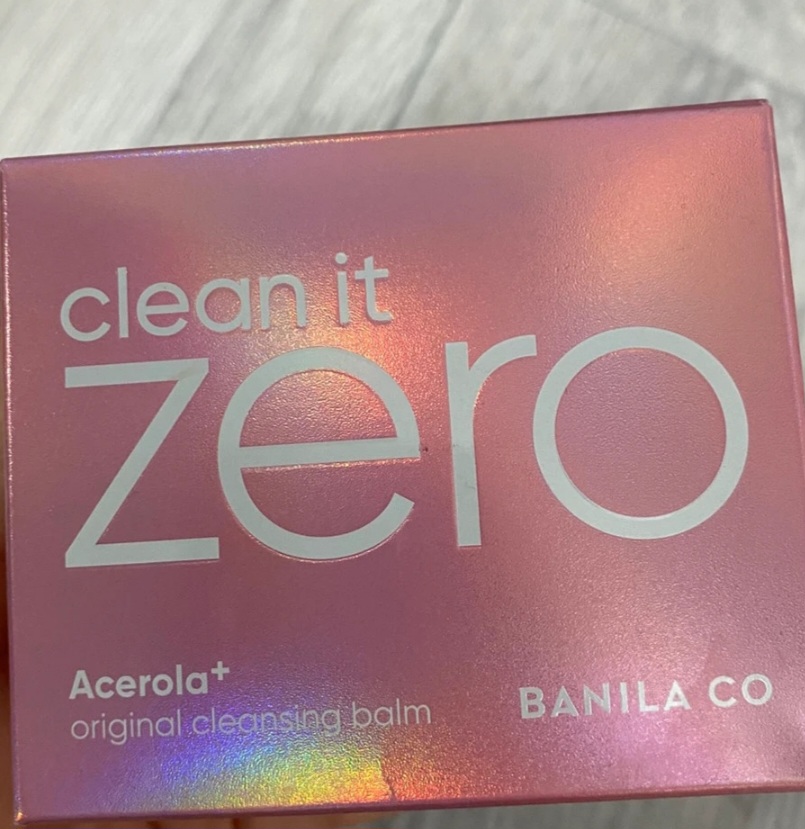 clean it
zero
Acerola+
original cleansing balm
BANILA CO